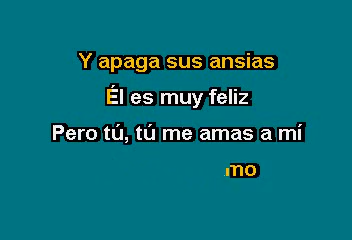 Y apaga sus ansias
Él es muy feliz
Pero tú, tú me amas a mí
mo